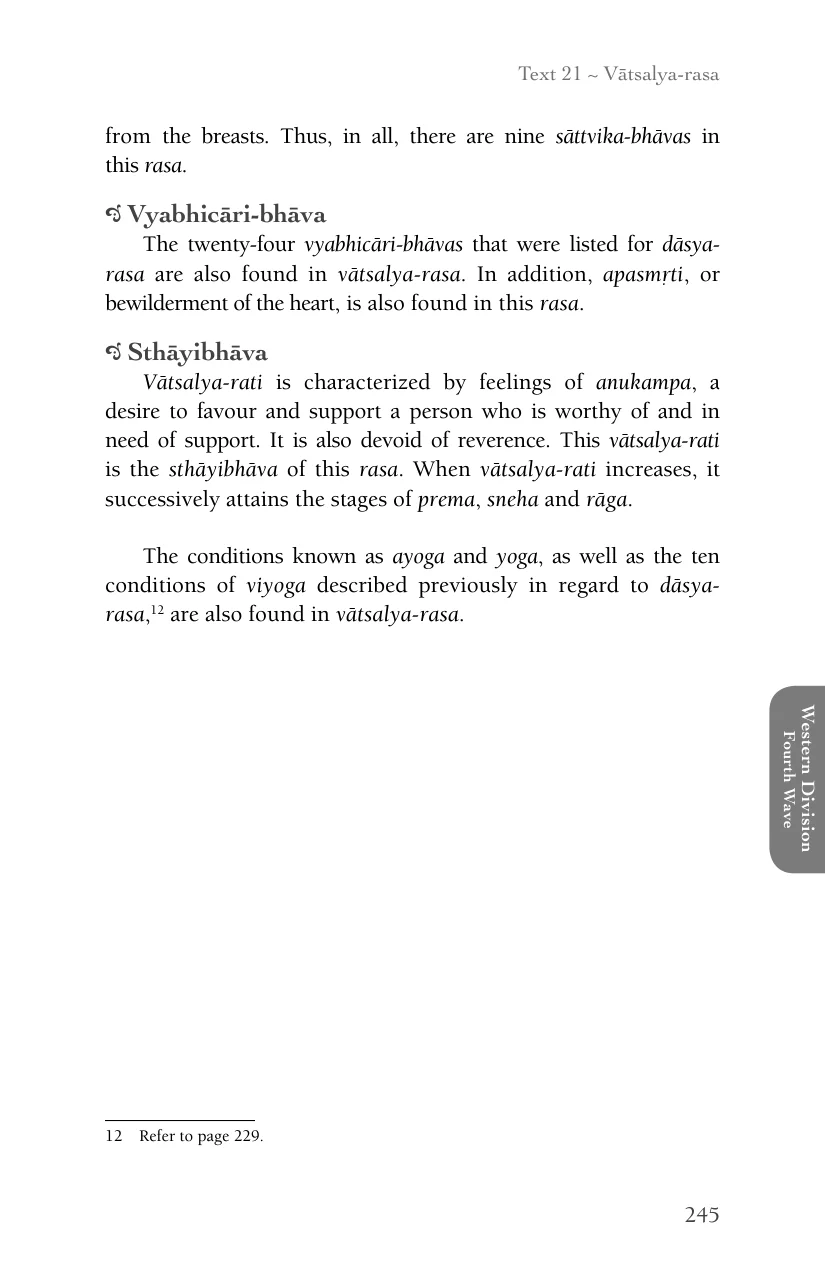 Text 21 ~ Vātsalya-rasa
from the breasts. Thus, in all, there are nine sāttvika-bhāvas in
this rasa.
Vyabhicāri-bhāva
The twenty-four vyabhicāri-bhāvas that were listed for dāsya-
rasa are also found in vātsalya-rasa. In addition, apasmṛti, or
bewilderment of the heart, is also found in this rasa.
Sthāyibhāva
Vātsalya-rati is characterized by feelings of anukampa, a
desire to favour and support a person who is worthy of and in
need of support. It is also devoid of reverence. This vātsalya-rati
is the sthāyibhāva of this rasa. When vātsalya-rati increases, it
successively attains the stages of prema, sneha and rāga.
The conditions known as ayoga and yoga, as well as the ten
conditions of viyoga described previously in regard to dāsya-
rasa,12 are also found in vātsalya-rasa.
Western Division
Fourth Wave
12 Refer to page 229.
245